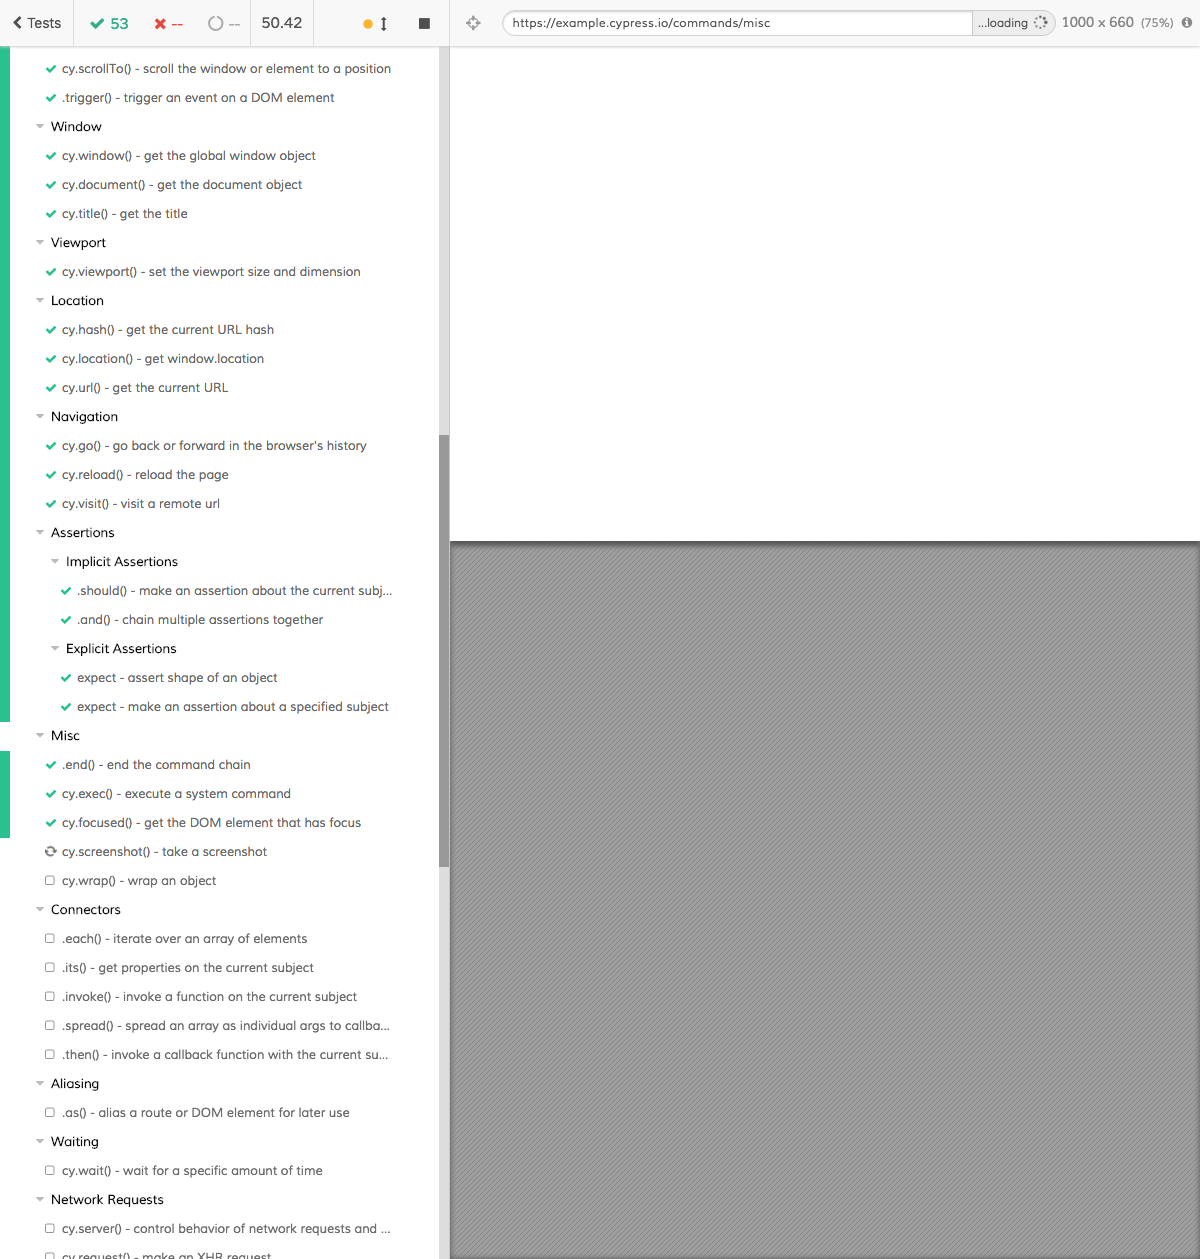 Tests 53 -- -- 50.42 https://example.cypress.io/commands/misc ...loading 1000 x 660 (75%)
cy.scrollTo() - scroll the window or element to a position
.trigger() - trigger an event on a DOM element
Window
cy.window() - get the global window object
cy.document() - get the document object
cy.title() - get the title
Viewport
cy.viewport() - set the viewport size and dimension
Location
cy.hash() - get the current URL hash
cy.location() - get window.location
cy.url() - get the current URL
Navigation
cy.go() - go back or forward in the browser's history
cy.reload() - reload the page
cy.visit() - visit a remote url
Assertions
Implicit Assertions
.should() - make an assertion about the current subj...
.and() - chain multiple assertions together
Explicit Assertions
expect - assert shape of an object
expect - make an assertion about a specified subject
Misc
.end() - end the command chain
cy.exec() - execute a system command
cy.focused() - get the DOM element that has focus
cy.screenshot() - take a screenshot
cy.wrap() - wrap an object
Connectors
.each() - iterate over an array of elements
.its() - get properties on the current subject
.invoke() - invoke a function on the current subject
.spread() - spread an array as individual args to callba...
.then() - invoke a callback function with the current su...
Aliasing
.as() - alias a route or DOM element for later use
Waiting
cy.wait() - wait for a specific amount of time
Network Requests
cy.server() - control behavior of network requests and ...
cy.request() - make an XHR request